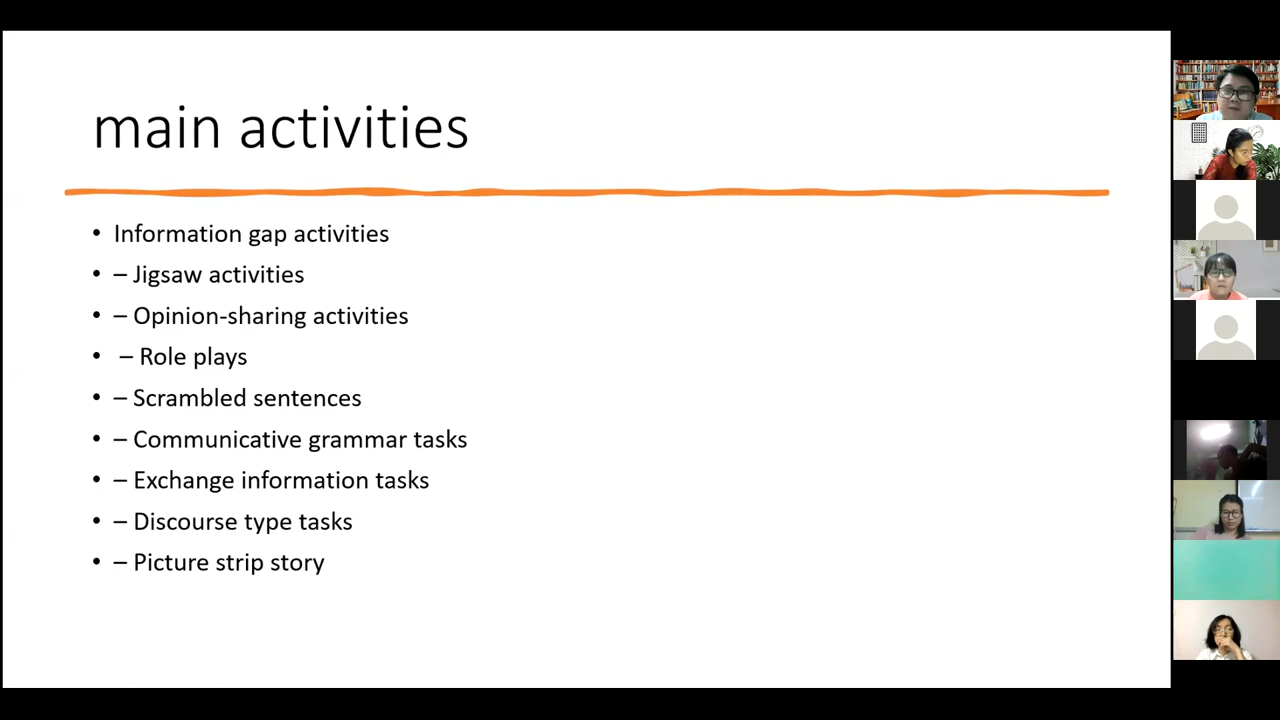 main activities
• Information gap activities
• – Jigsaw activities
• – Opinion-sharing activities
• – Role plays
• – Scrambled sentences
• – Communicative grammar tasks
• – Exchange information tasks
• – Discourse type tasks
• – Picture strip story